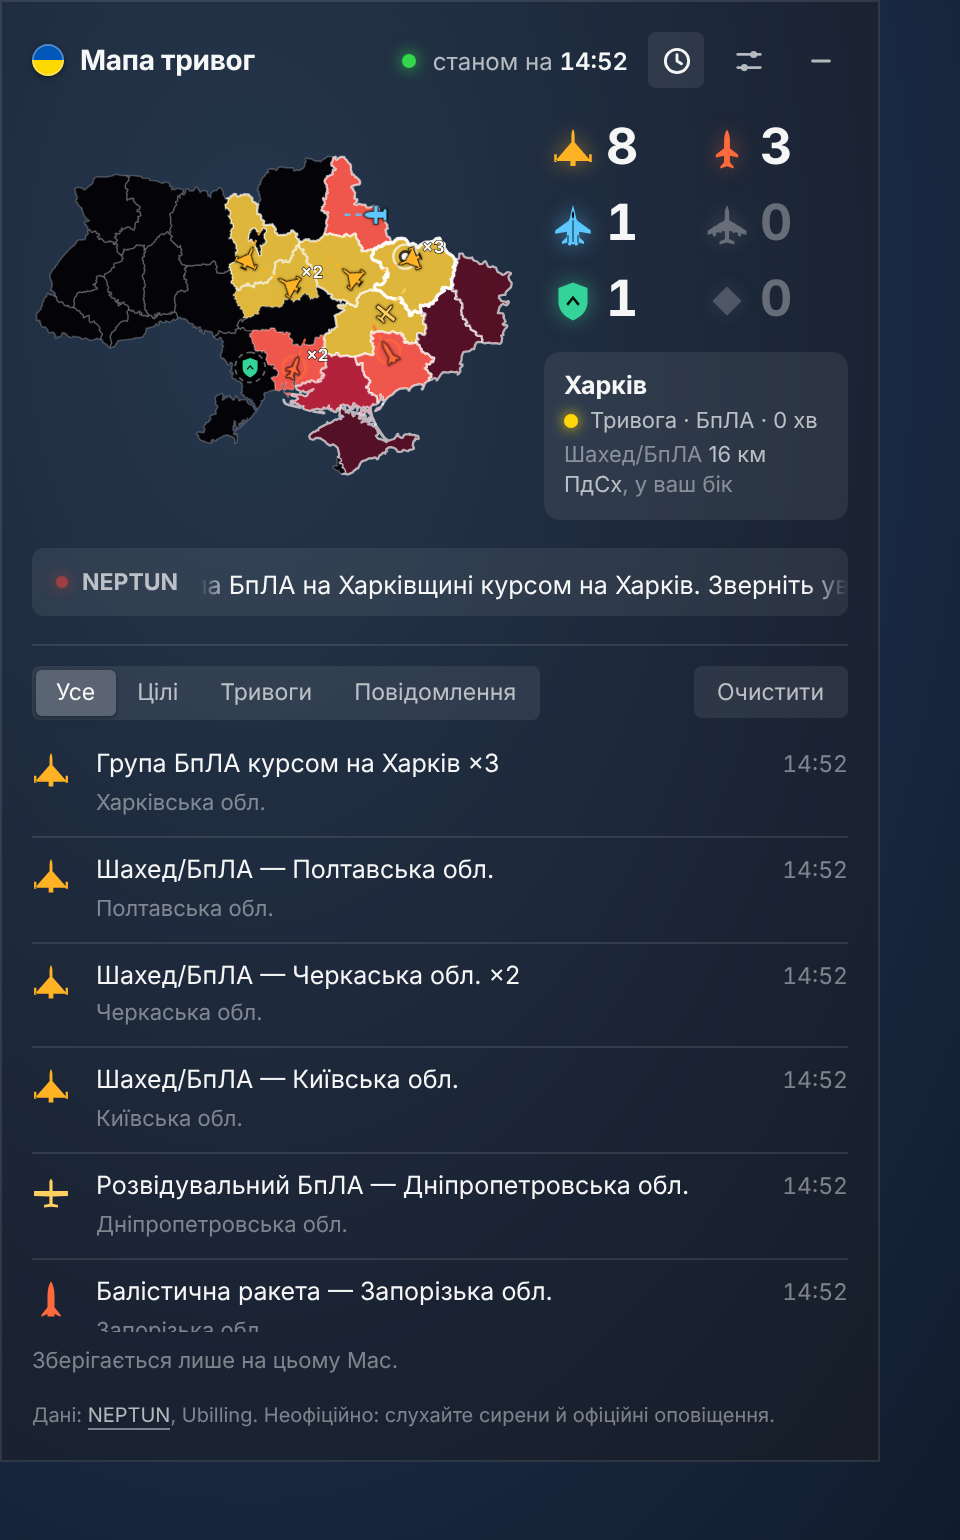 Мапа тривог
станом на 14:52
8 3
1 0
1 0
×3
×2
×2
Харків
Тривога · БпЛА · 0 хв
Шахед/БпЛА 16 км
ПдСх, у ваш бік
NEPTUN БпЛА на Харківщині курсом на Харків. Зверніть
Усе Цілі Тривоги Повідомлення Очистити
Група БпЛА курсом на Харків ×3 14:52
Харківська обл.
Шахед/БпЛА — Полтавська обл. 14:52
Полтавська обл.
Шахед/БпЛА — Черкаська обл. ×2 14:52
Черкаська обл.
Шахед/БпЛА — Київська обл. 14:52
Київська обл.
Розвідувальний БпЛА — Дніпропетровська обл. 14:52
Дніпропетровська обл.
Балістична ракета — Запорізька обл. 14:52
Запорізька обл.
Зберігається лише на цьому Mac.
Дані: NEPTUN, Ubilling. Неофіційно: слухайте сирени й офіційні оповіщення.